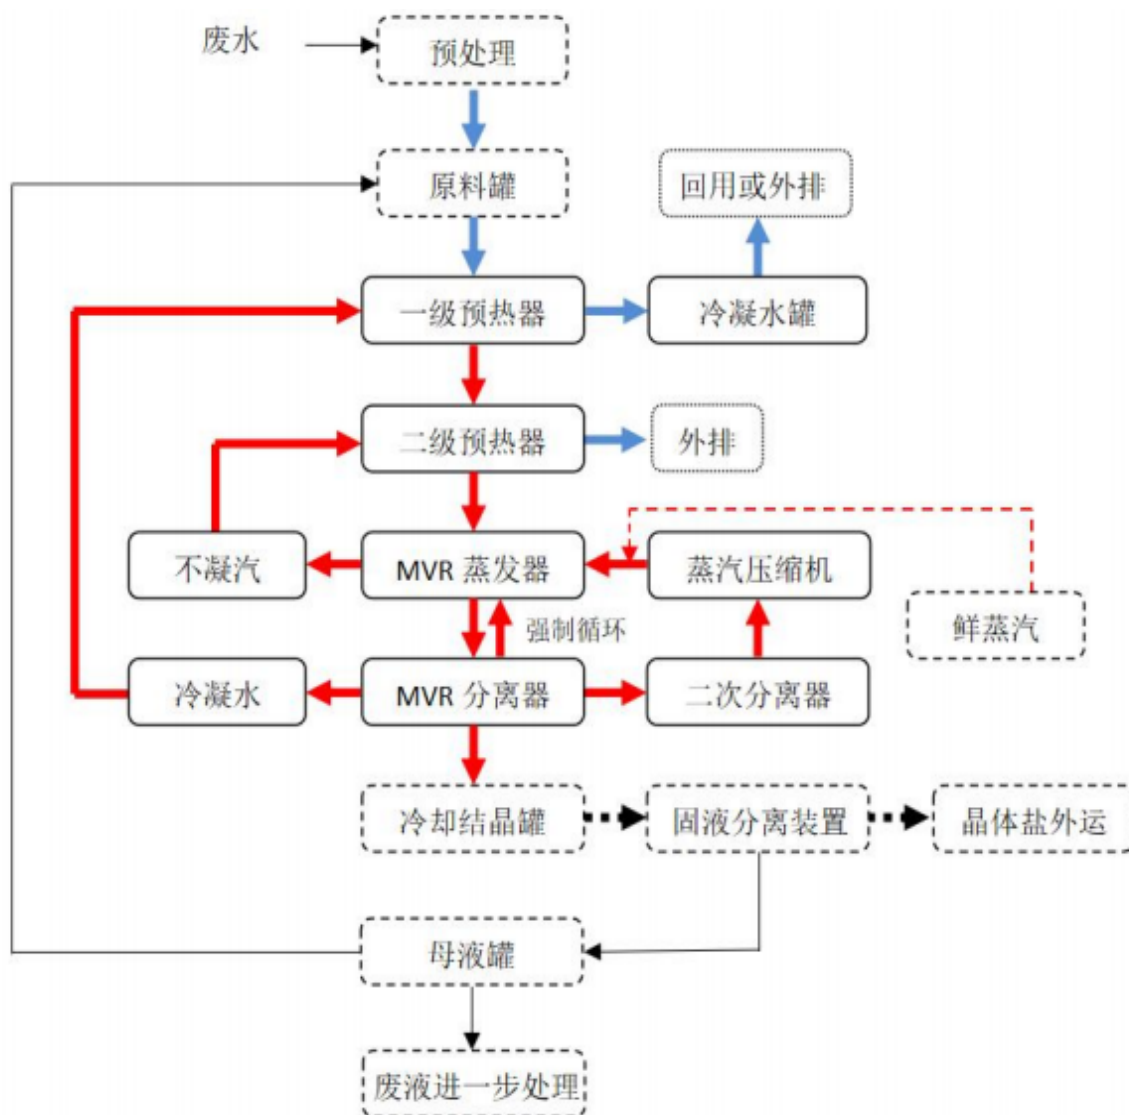 废水
预处理
原料罐
回用或外排
一级预热器
冷凝水罐
二级预热器
外排
不凝汽
MVR 蒸发器
蒸汽压缩机
强制循环
鲜蒸汽
冷凝水
MVR 分离器
二次分离器
冷却结晶罐
固液分离装置
晶体盐外运
母液罐
废液进一步处理